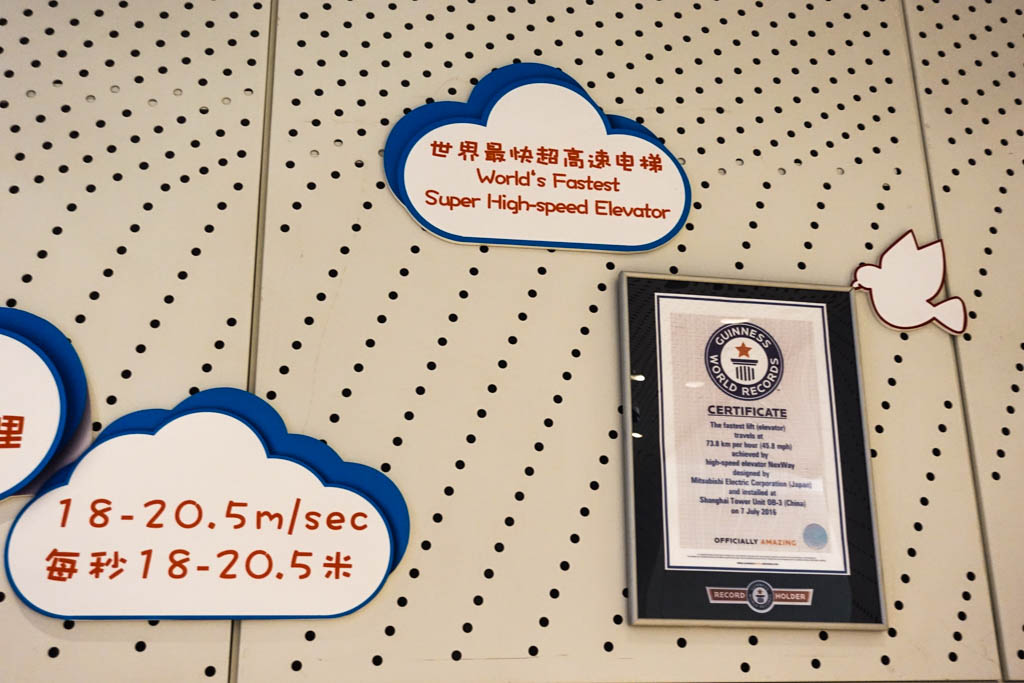 世界最快超高速电梯
World's Fastest
Super High-speed Elevator
里
18-20.5m/sec
每秒18-20.5米
GUINNESS
WORLD RECORDS
CERTIFICATE
The fastest lift (elevator)
travels at
73.8 km per hour (45.8 mph)
achieved by
high-speed elevator NexWay
designed by
Mitsubishi Electric Corporation (Japan)
and installed at
Shanghai Tower Unit OB-3 (China)
on 7 July 2016
OFFICIALLY AMAZING
RECORD HOLDER